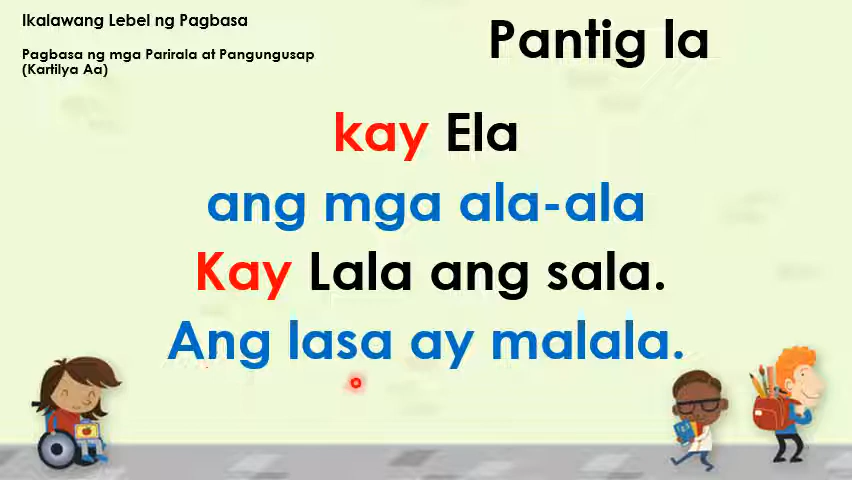 Ikalawang Lebel ng Pagbasa
Pagbasa ng mga Parirala at Pangungusap
(Kartilya Aa)
Pantig la
kay Ela
ang mga ala-ala
Kay Lala ang sala.
Ang lasa ay malala.